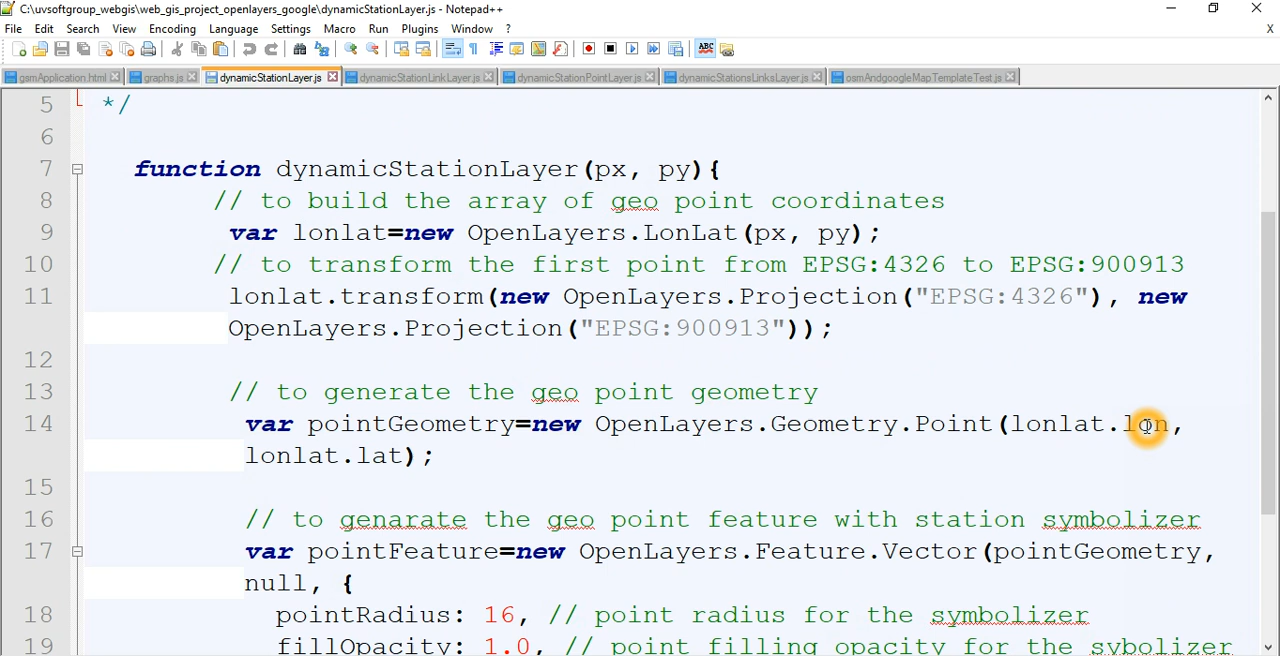 C:\uvsoftgroup_webgis\web_gis_project_openlayers_google\dynamicStationLayer.js - Notepad++
File Edit Search View Encoding Language Settings Macro Run Plugins Window ? X
gsmApplication.html graphs.js dynamicStationLayer.js dynamicStationLinkLayer.js dynamicStationPointLayer.js dynamicStationsLinksLayer.js osmAndgoogleMapTemplateTest.js
5 */
6
7 function dynamicStationLayer(px, py){
8 // to build the array of geo point coordinates
9 var lonlat=new OpenLayers.LonLat(px, py);
10 // to transform the first point from EPSG:4326 to EPSG:900913
11 lonlat.transform(new OpenLayers.Projection("EPSG:4326"), new
OpenLayers.Projection("EPSG:900913"));
12
13 // to generate the geo point geometry
14 var pointGeometry=new OpenLayers.Geometry.Point(lonlat.lon,
lonlat.lat);
15
16 // to genarate the geo point feature with station symbolizer
17 var pointFeature=new OpenLayers.Feature.Vector(pointGeometry,
null, {
18 pointRadius: 16, // point radius for the symbolizer
19 fillOpacity: 1.0, // point filling opacity for the sybolizer